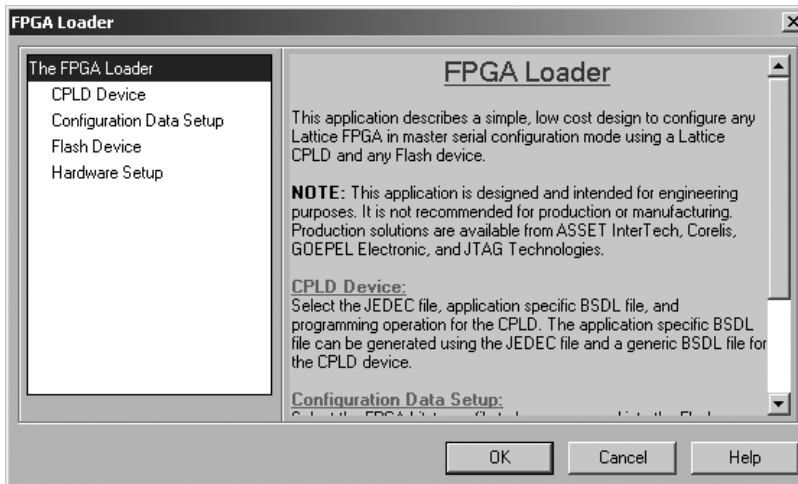 FPGA Loader
The FPGA Loader
CPLD Device
Configuration Data Setup
Flash Device
Hardware Setup
FPGA Loader
This application describes a simple, low cost design to configure any
Lattice FPGA in master serial configuration mode using a Lattice
CPLD and any Flash device.
NOTE: This application is designed and intended for engineering
purposes. It is not recommended for production or manufacturing.
Production solutions are available from ASSET InterTech, Corelis,
GOEPEL Electronic, and JTAG Technologies.
CPLD Device:
Select the JEDEC file, application specific BSDL file, and
programming operation for the CPLD. The application specific BSDL
file can be generated using the JEDEC file and a generic BSDL file for
the CPLD device.
Configuration Data Setup:
OK
Cancel
Help